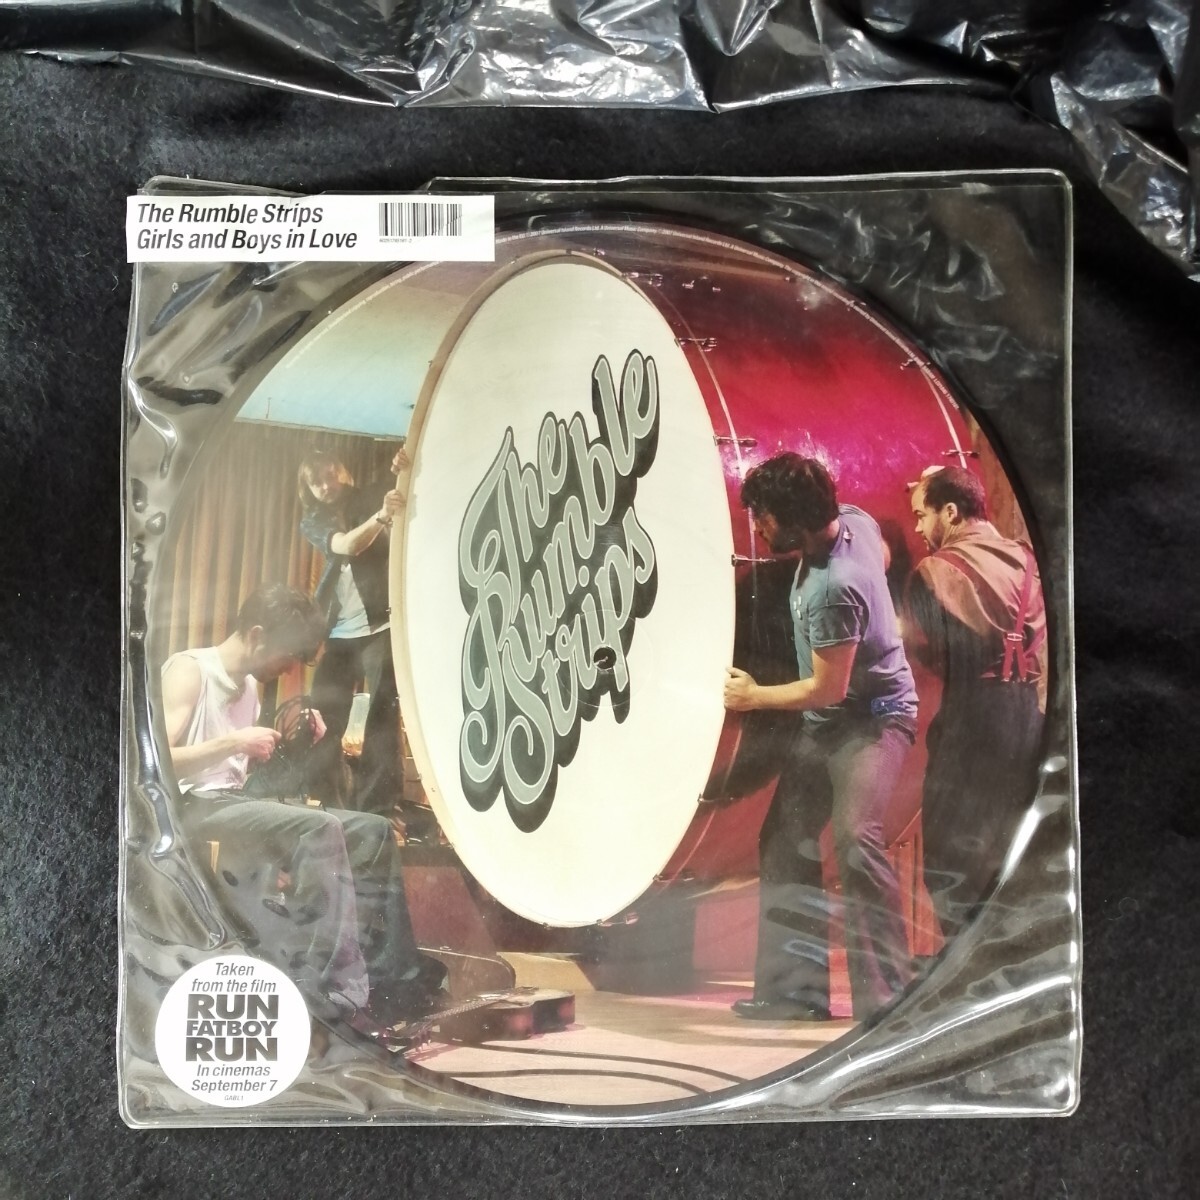 The Rumble Strips
Girls and Boys in Love
The
Rumble
Strips
Taken
from the film
RUN
FATBOY
RUN
In cinemas
September 7
GABL1